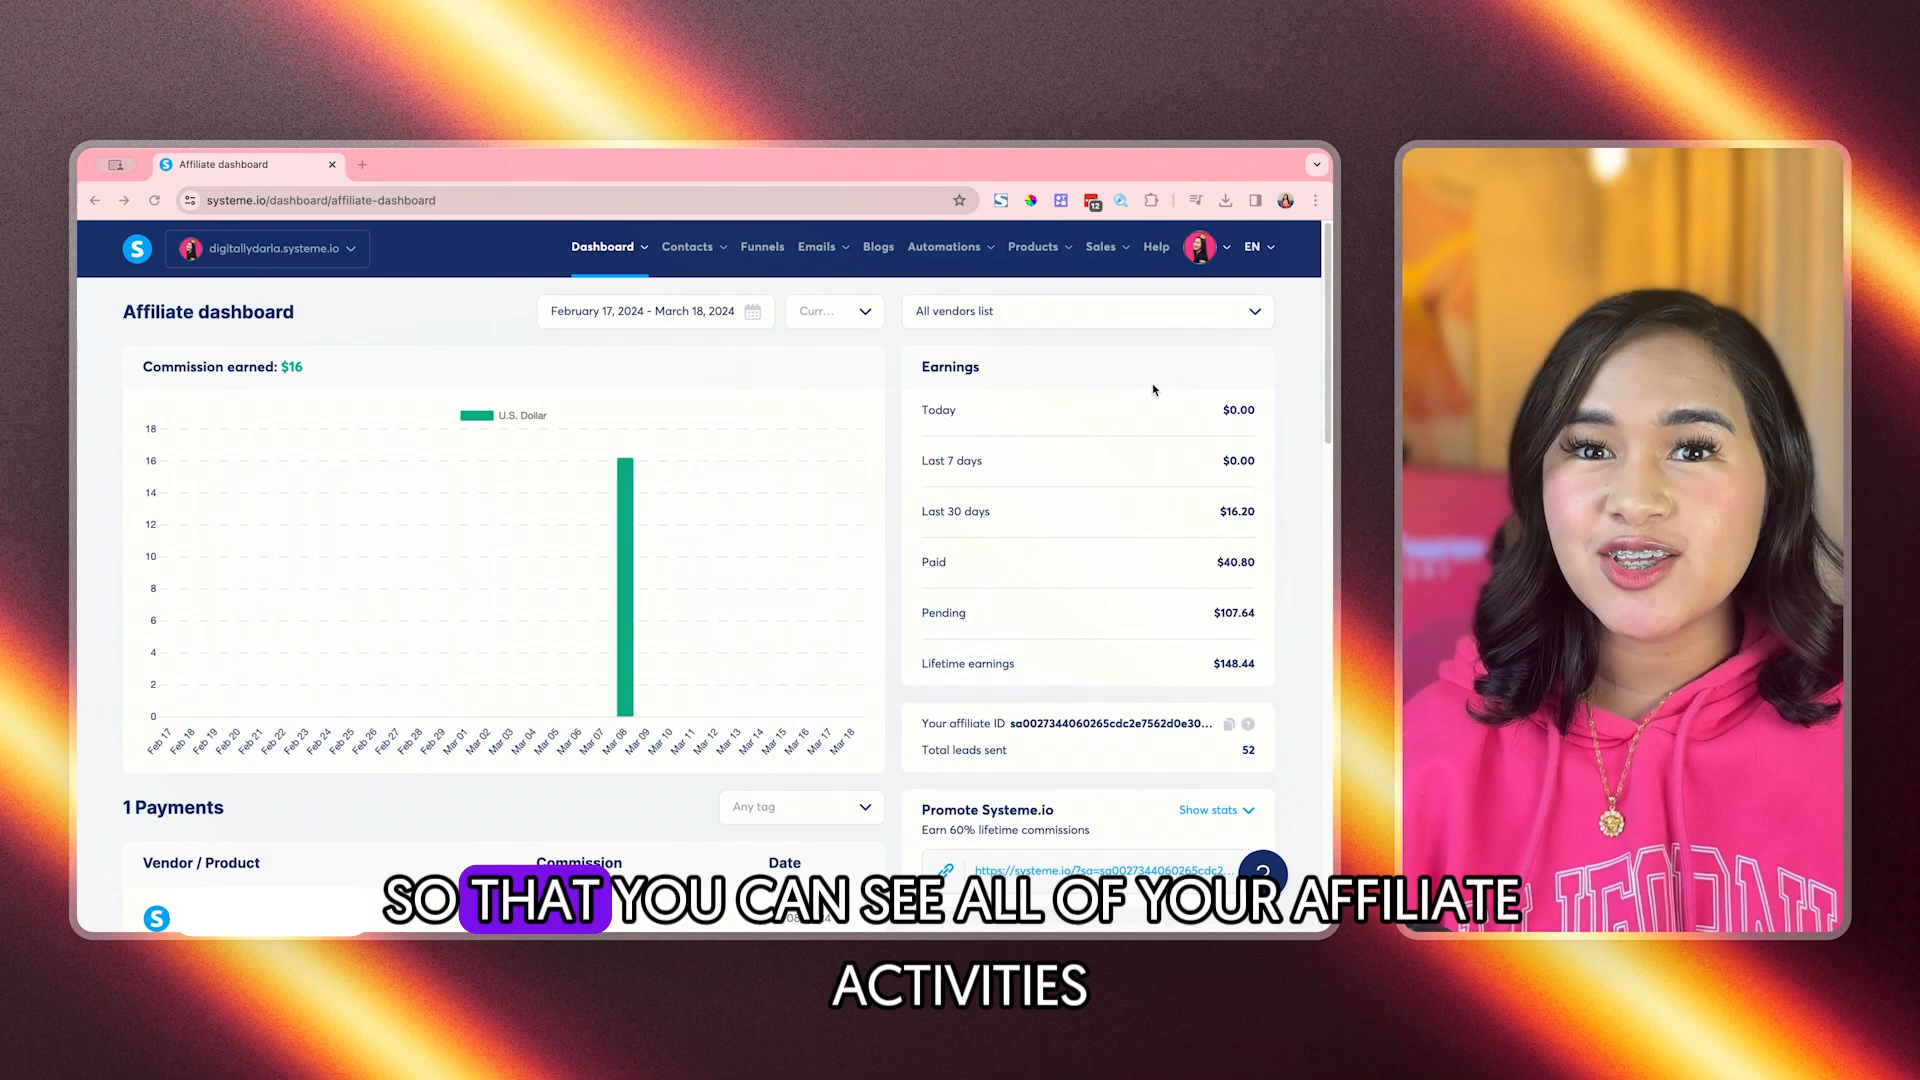 Affiliate dashboard
systeme.io/dashboard/affiliate-dashboard
12
S
digitallydarla.systeme.io
Dashboard Contacts Funnels Emails Blogs Automations Products Sales Help EN
Affiliate dashboard
February 17, 2024 - March 18, 2024
Curr...
All vendors list
Commission earned: $16
U.S. Dollar
18
16
14
12
10
8
6
4
2
0
Feb 17 Feb 18 Feb 19 Feb 20 Feb 21 Feb 22 Feb 23 Feb 24 Feb 25 Feb 26 Feb 27 Feb 28 Feb 29 Mar 01 Mar 02 Mar 03 Mar 04 Mar 05 Mar 06 Mar 07 Mar 08 Mar 09 Mar 10 Mar 11 Mar 12 Mar 13 Mar 14 Mar 15 Mar 16 Mar 17 Mar 18
Earnings
Today $0.00
Last 7 days $0.00
Last 30 days $16.20
Paid $40.80
Pending $107.64
Lifetime earnings $148.44
Your affiliate ID sa0027344060265cdc2e7562d0e30...
Total leads sent 52
1 Payments
Any tag
Vendor / Product Commission Date
S
Promote Systeme.io Show stats
Earn 60% lifetime commissions
https://systeme.io/?sa=sa0027344060265cdc2...
?
SO THAT YOU CAN SEE ALL OF YOUR AFFILIATE
ACTIVITIES